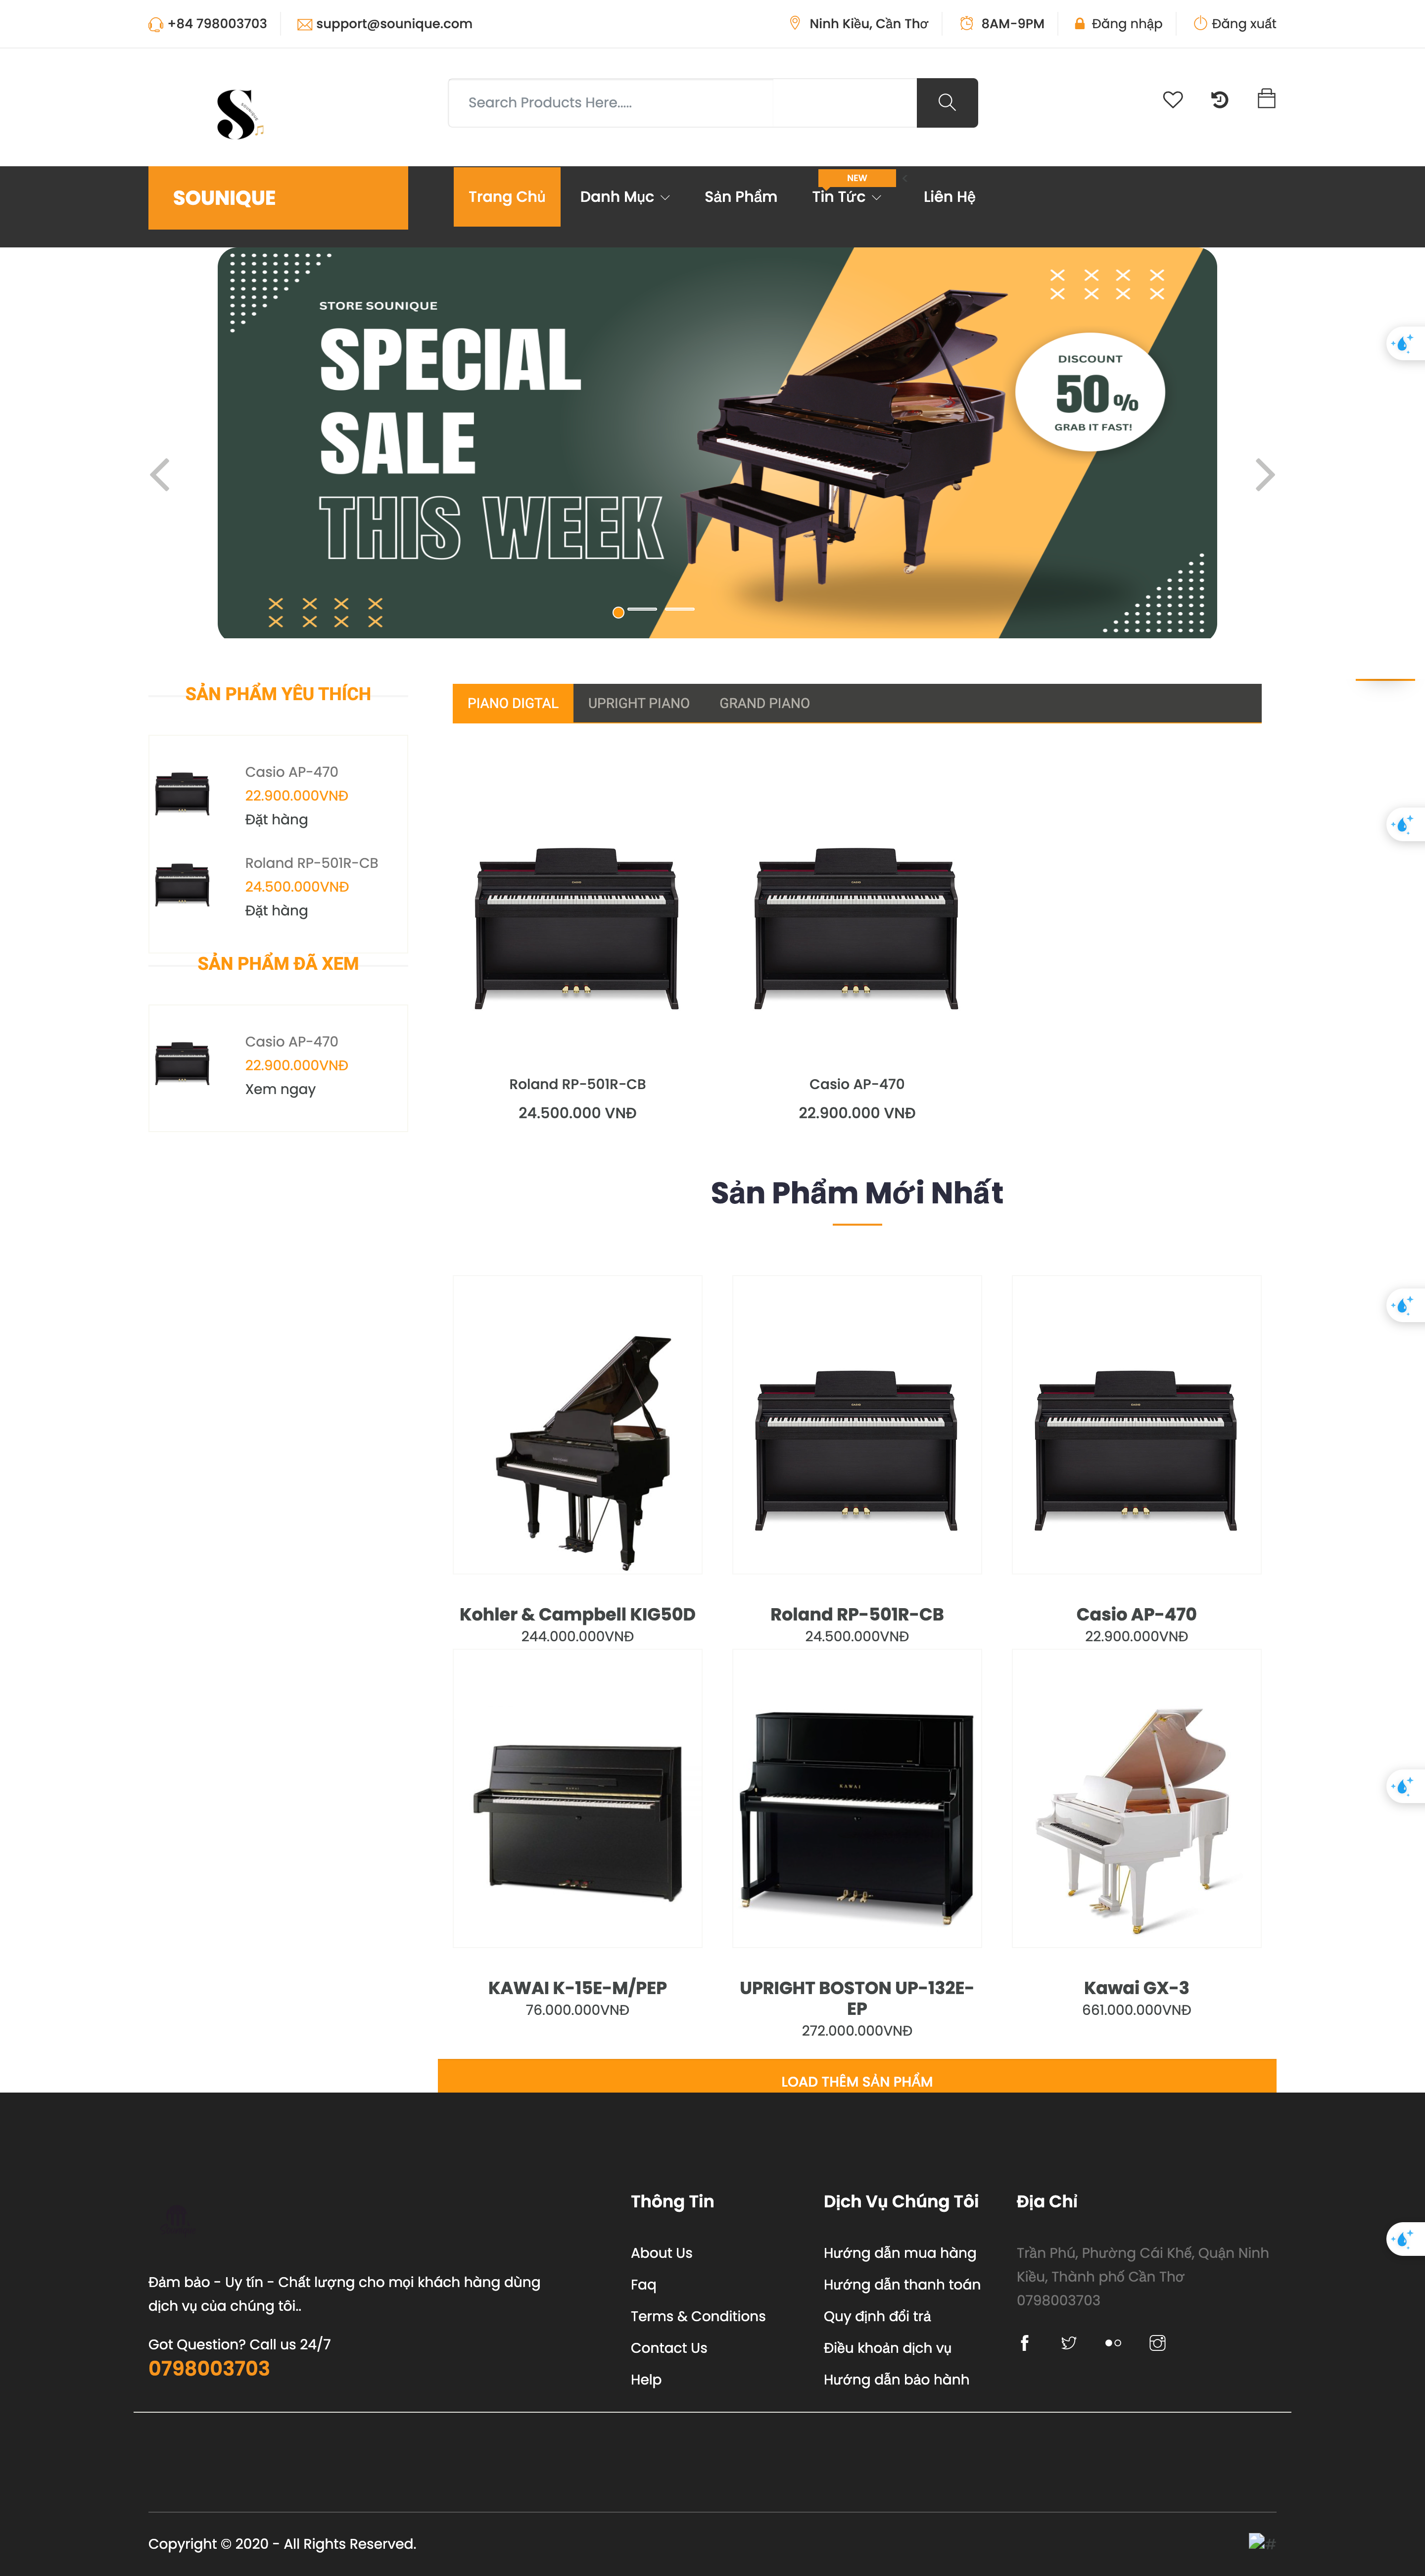 +84 798003703
support@sounique.com
Ninh Kiều, Cần Thơ
8AM-9PM
Đăng nhập
Đăng xuất
S
SOUNIQUE
Search Products Here.....
SOUNIQUE
Trang Chủ
Danh Mục
Sản Phẩm
NEW
Tin Tức
Liên Hệ
STORE SOUNIQUE
SPECIAL
SALE
THIS WEEK
DISCOUNT
50%
GRAB IT FAST!
SẢN PHẨM YÊU THÍCH
Casio AP-470
22.900.000VNĐ
Đặt hàng
Roland RP-501R-CB
24.500.000VNĐ
Đặt hàng
SẢN PHẨM ĐÃ XEM
Casio AP-470
22.900.000VNĐ
Xem ngay
PIANO DIGTAL
UPRIGHT PIANO
GRAND PIANO
Roland RP-501R-CB
24.500.000 VNĐ
Casio AP-470
22.900.000 VNĐ
Sản Phẩm Mới Nhất
Kohler & Campbell KIG50D
244.000.000VNĐ
Roland RP-501R-CB
24.500.000VNĐ
Casio AP-470
22.900.000VNĐ
KAWAI
KAWAI K-15E-M/PEP
76.000.000VNĐ
UPRIGHT BOSTON UP-132E-
EP
272.000.000VNĐ
Kawai GX-3
661.000.000VNĐ
LOAD THÊM SẢN PHẨM
Đảm bảo - Uy tín - Chất lượng cho mọi khách hàng dùng
dịch vụ của chúng tôi..
Got Question? Call us 24/7
0798003703
Thông Tin
About Us
Faq
Terms & Conditions
Contact Us
Help
Dịch Vụ Chúng Tôi
Hướng dẫn mua hàng
Hướng dẫn thanh toán
Quy định đổi trả
Điều khoản dịch vụ
Hướng dẫn bảo hành
Địa Chỉ
Trần Phú, Phường Cái Khế, Quận Ninh
Kiều, Thành phố Cần Thơ
0798003703
Copyright © 2020 - All Rights Reserved.
#